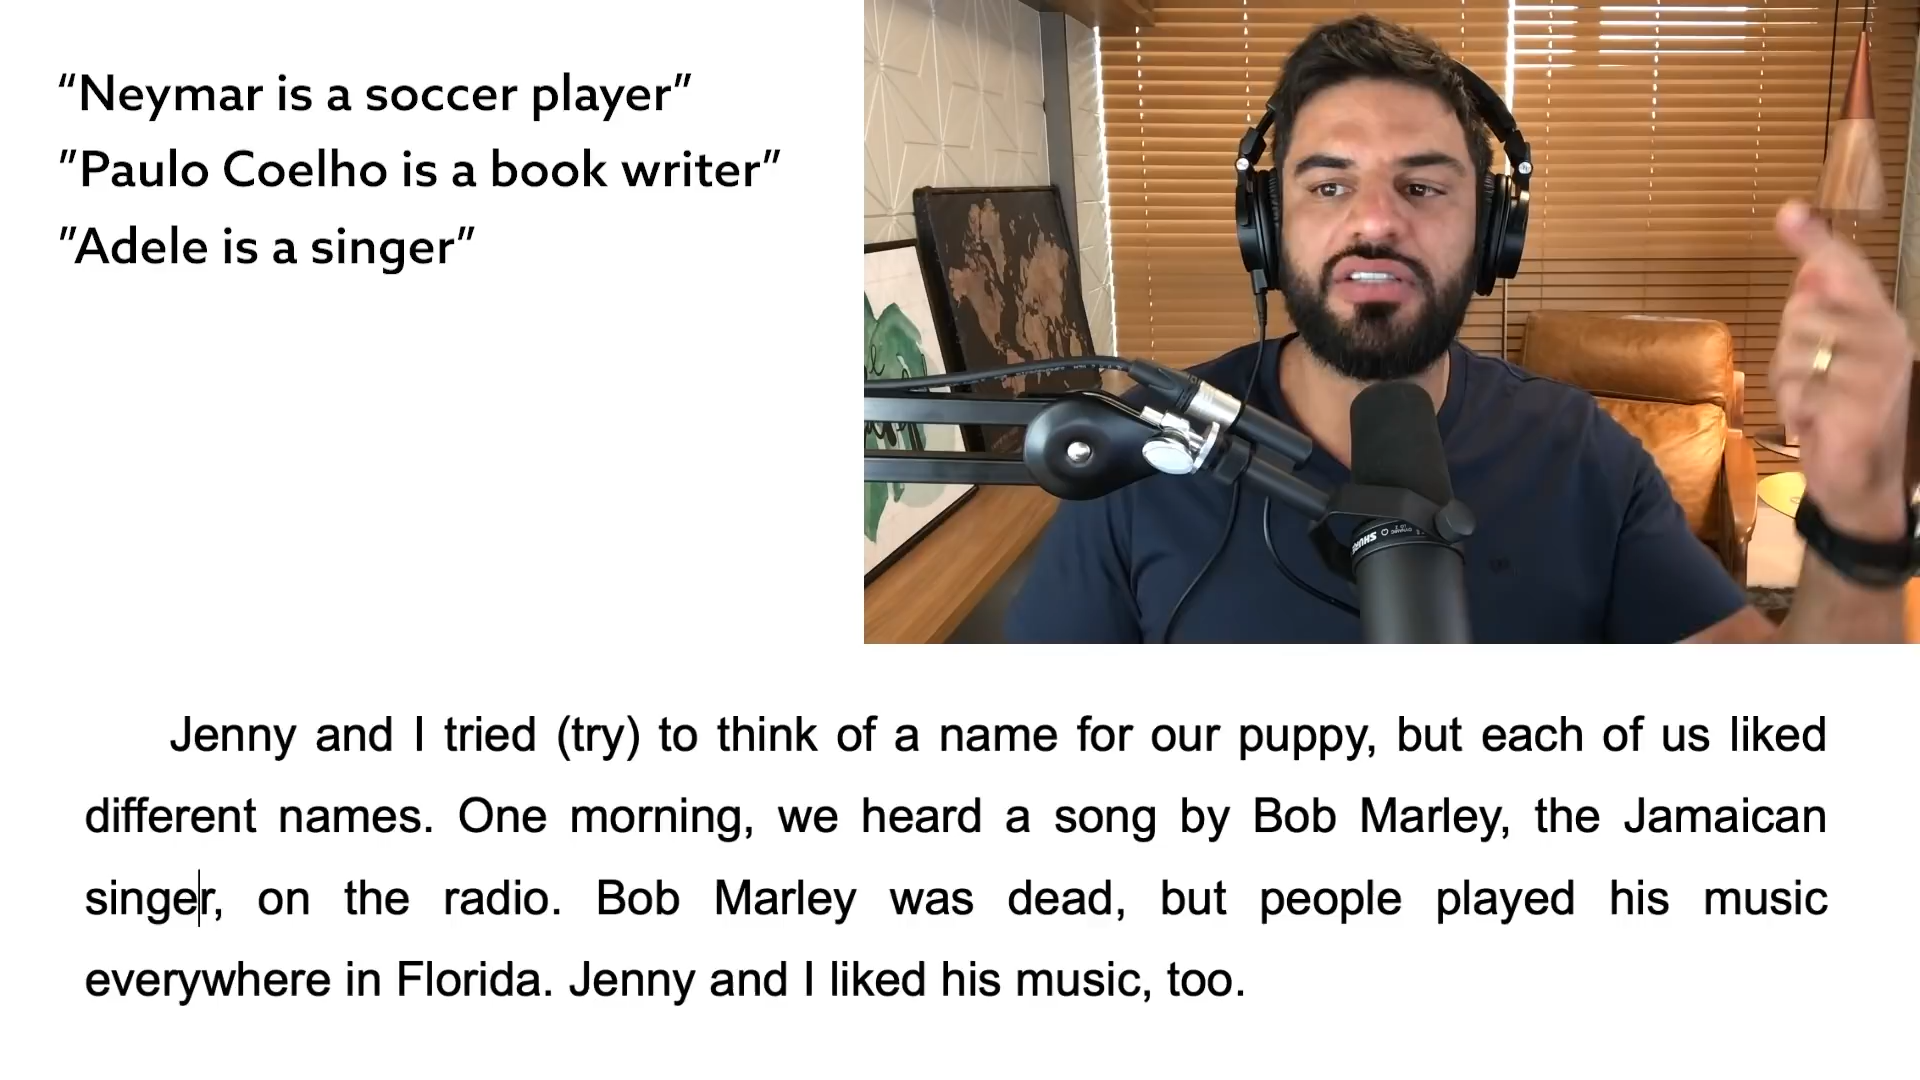 “Neymar is a soccer player”
”Paulo Coelho is a book writer”
”Adele is a singer”
SHURE
Jenny and I tried (try) to think of a name for our puppy, but each of us liked
different names. One morning, we heard a song by Bob Marley, the Jamaican
singer, on the radio. Bob Marley was dead, but people played his music
everywhere in Florida. Jenny and I liked his music, too.